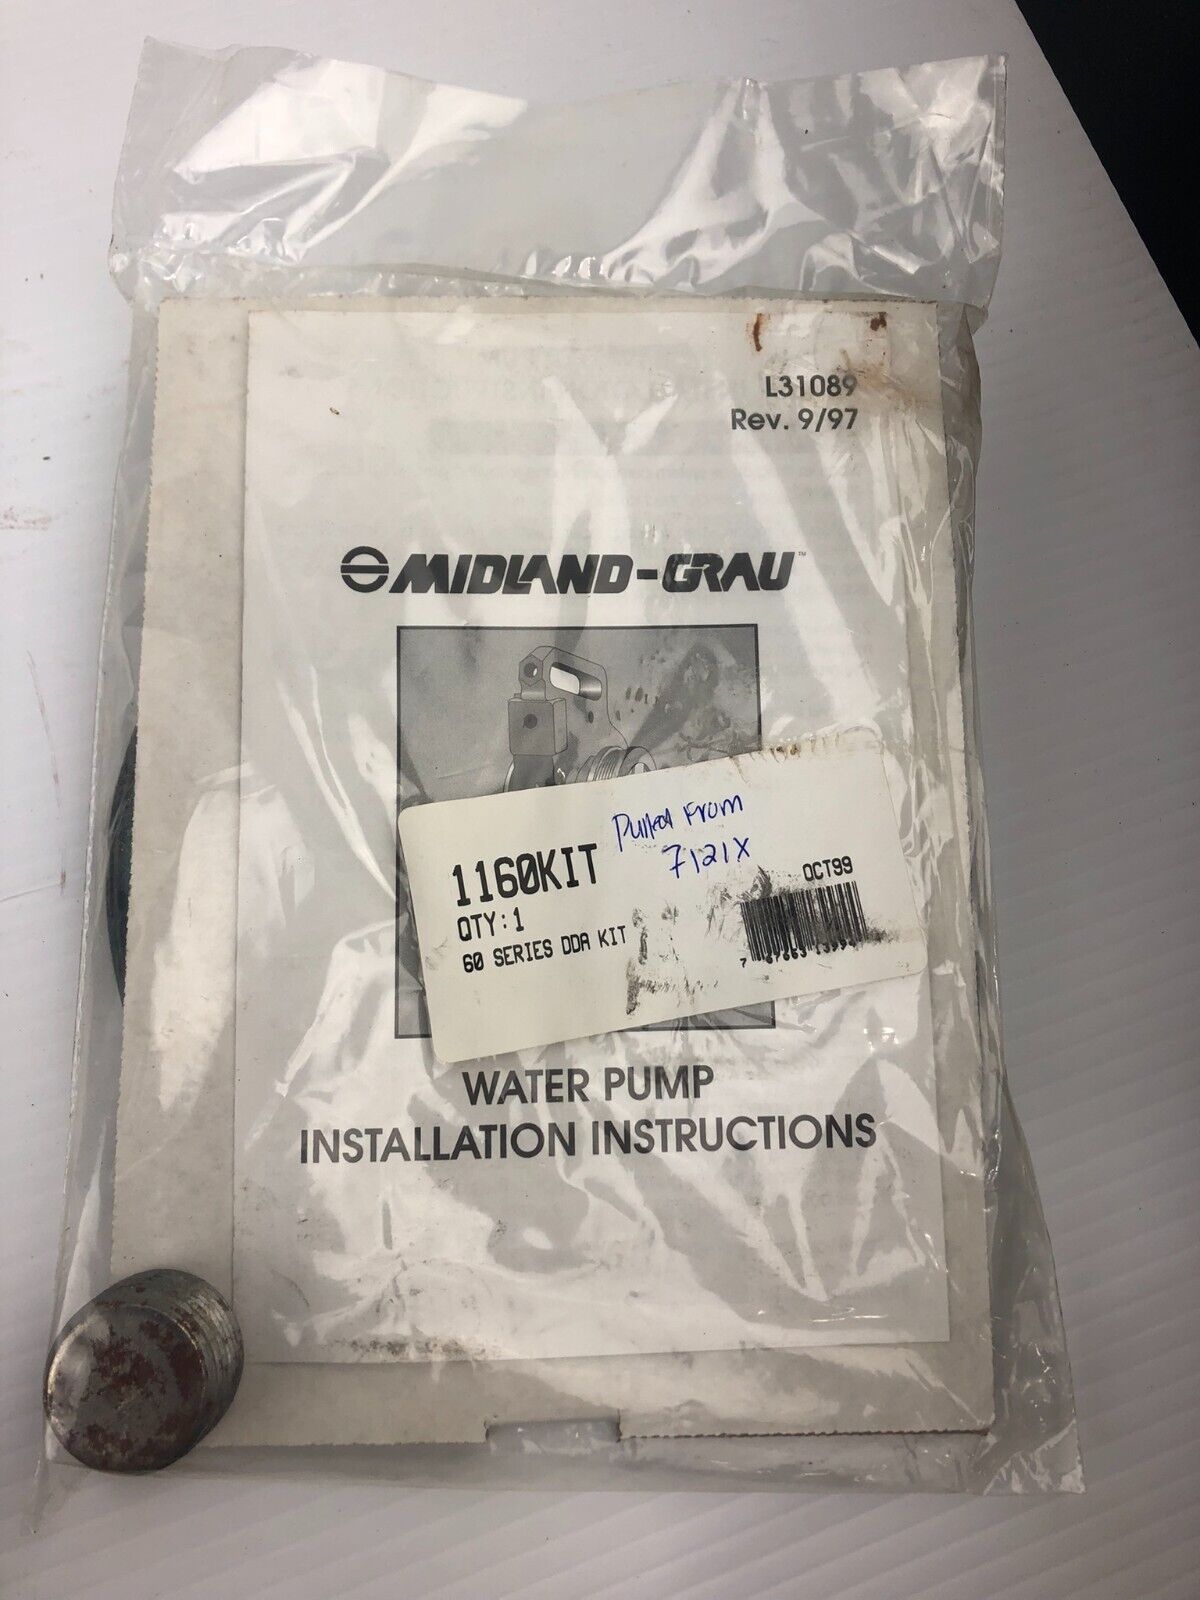 L31089
Rev. 9/97
MIDLAND-GRAU™
Pulled From
7121X
1160KIT
OCT99
QTY:1
60 SERIES DDA KIT
WATER PUMP
INSTALLATION INSTRUCTIONS